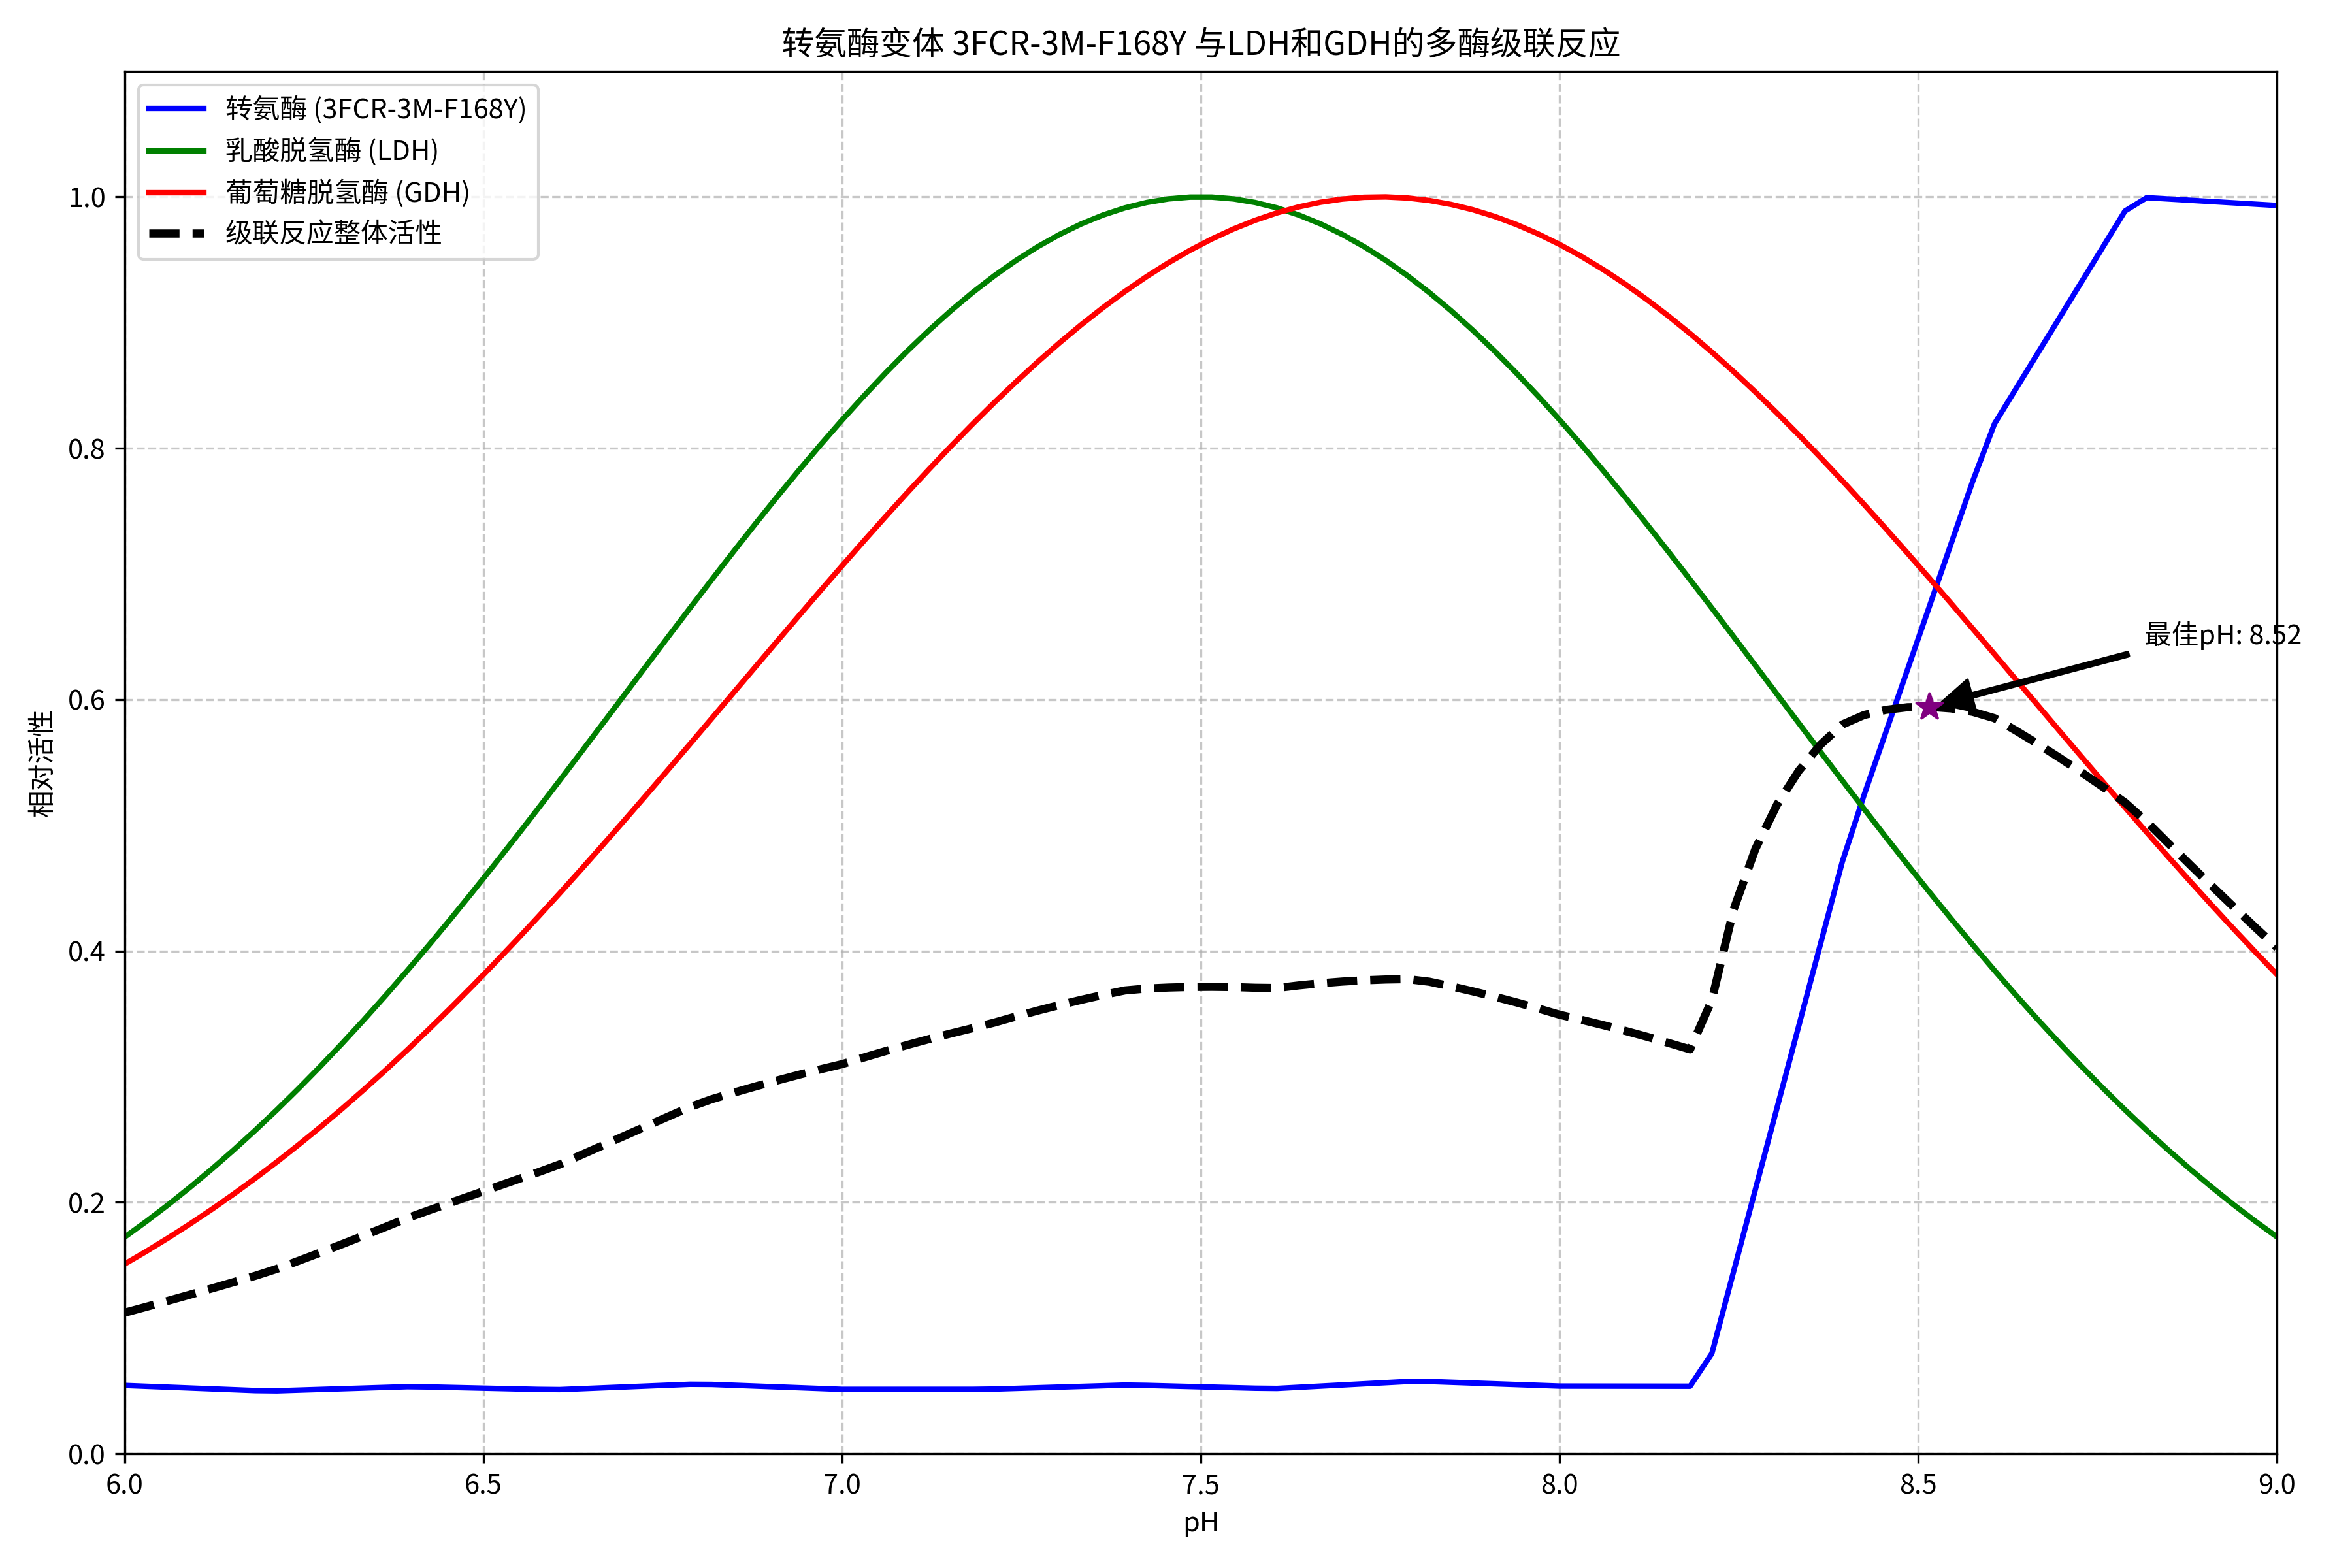 转氨酶变体 3FCR-3M-F168Y 与LDH和GDH的多酶级联反应
转氨酶 (3FCR-3M-F168Y)
乳酸脱氢酶 (LDH)
葡萄糖脱氢酶 (GDH)
级联反应整体活性
相对活性
1.0
0.8
0.6
0.4
0.2
0.0
最佳pH: 8.52
6.0 6.5 7.0 7.5 8.0 8.5 9.0
pH